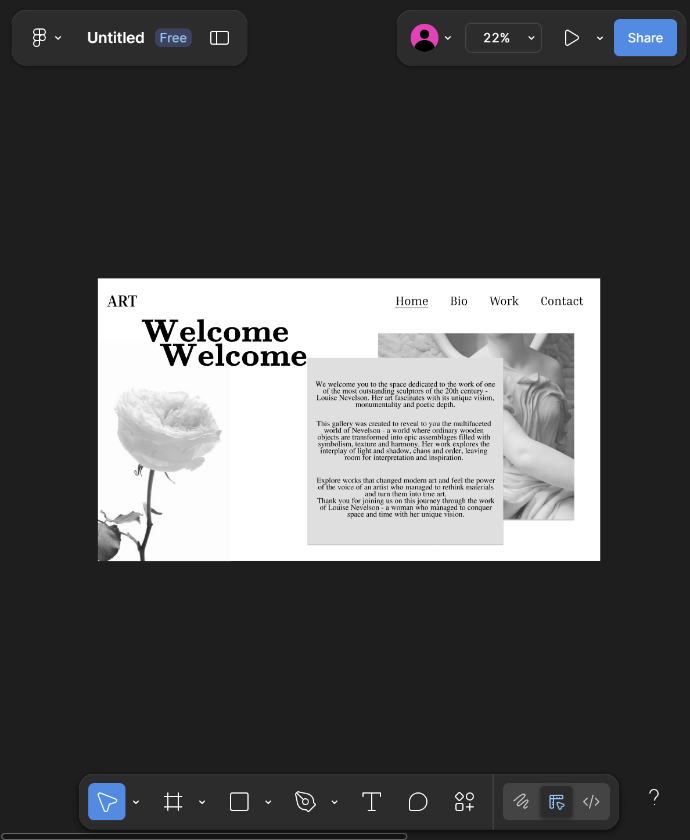 Untitled Free
22%
Share
ART
Home Bio Work Contact
Welcome
Welcome
We welcome you to the space dedicated to the work of one
of the most outstanding sculptors of the 20th century -
Louise Nevelson. Her art fascinates with its unique vision,
monumentality and poetic depth.
This gallery was created to reveal to you the multifaceted
world of Nevelson - a world where ordinary wooden
objects are transformed into epic assemblages filled with
symbolism, texture and harmony. Her work explores the
interplay of light and shadow, chaos and order, leaving
room for interpretation and inspiration.
Explore works that changed modern art and feel the power
of the voice of an artist who managed to rethink materials
and turn them into true art.
Thank you for joining us on this journey through the work
of Louise Nevelson - a woman who managed to conquer
space and time with her unique vision.